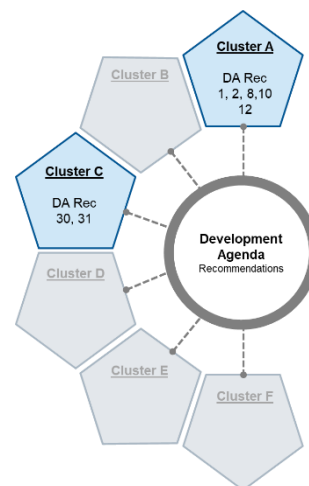 Cluster A
DA Rec
1, 2, 8,10
12
Cluster B
Cluster C
DA Rec
30, 31
Development
Agenda
Recommendations
Cluster D
Cluster E
Cluster F